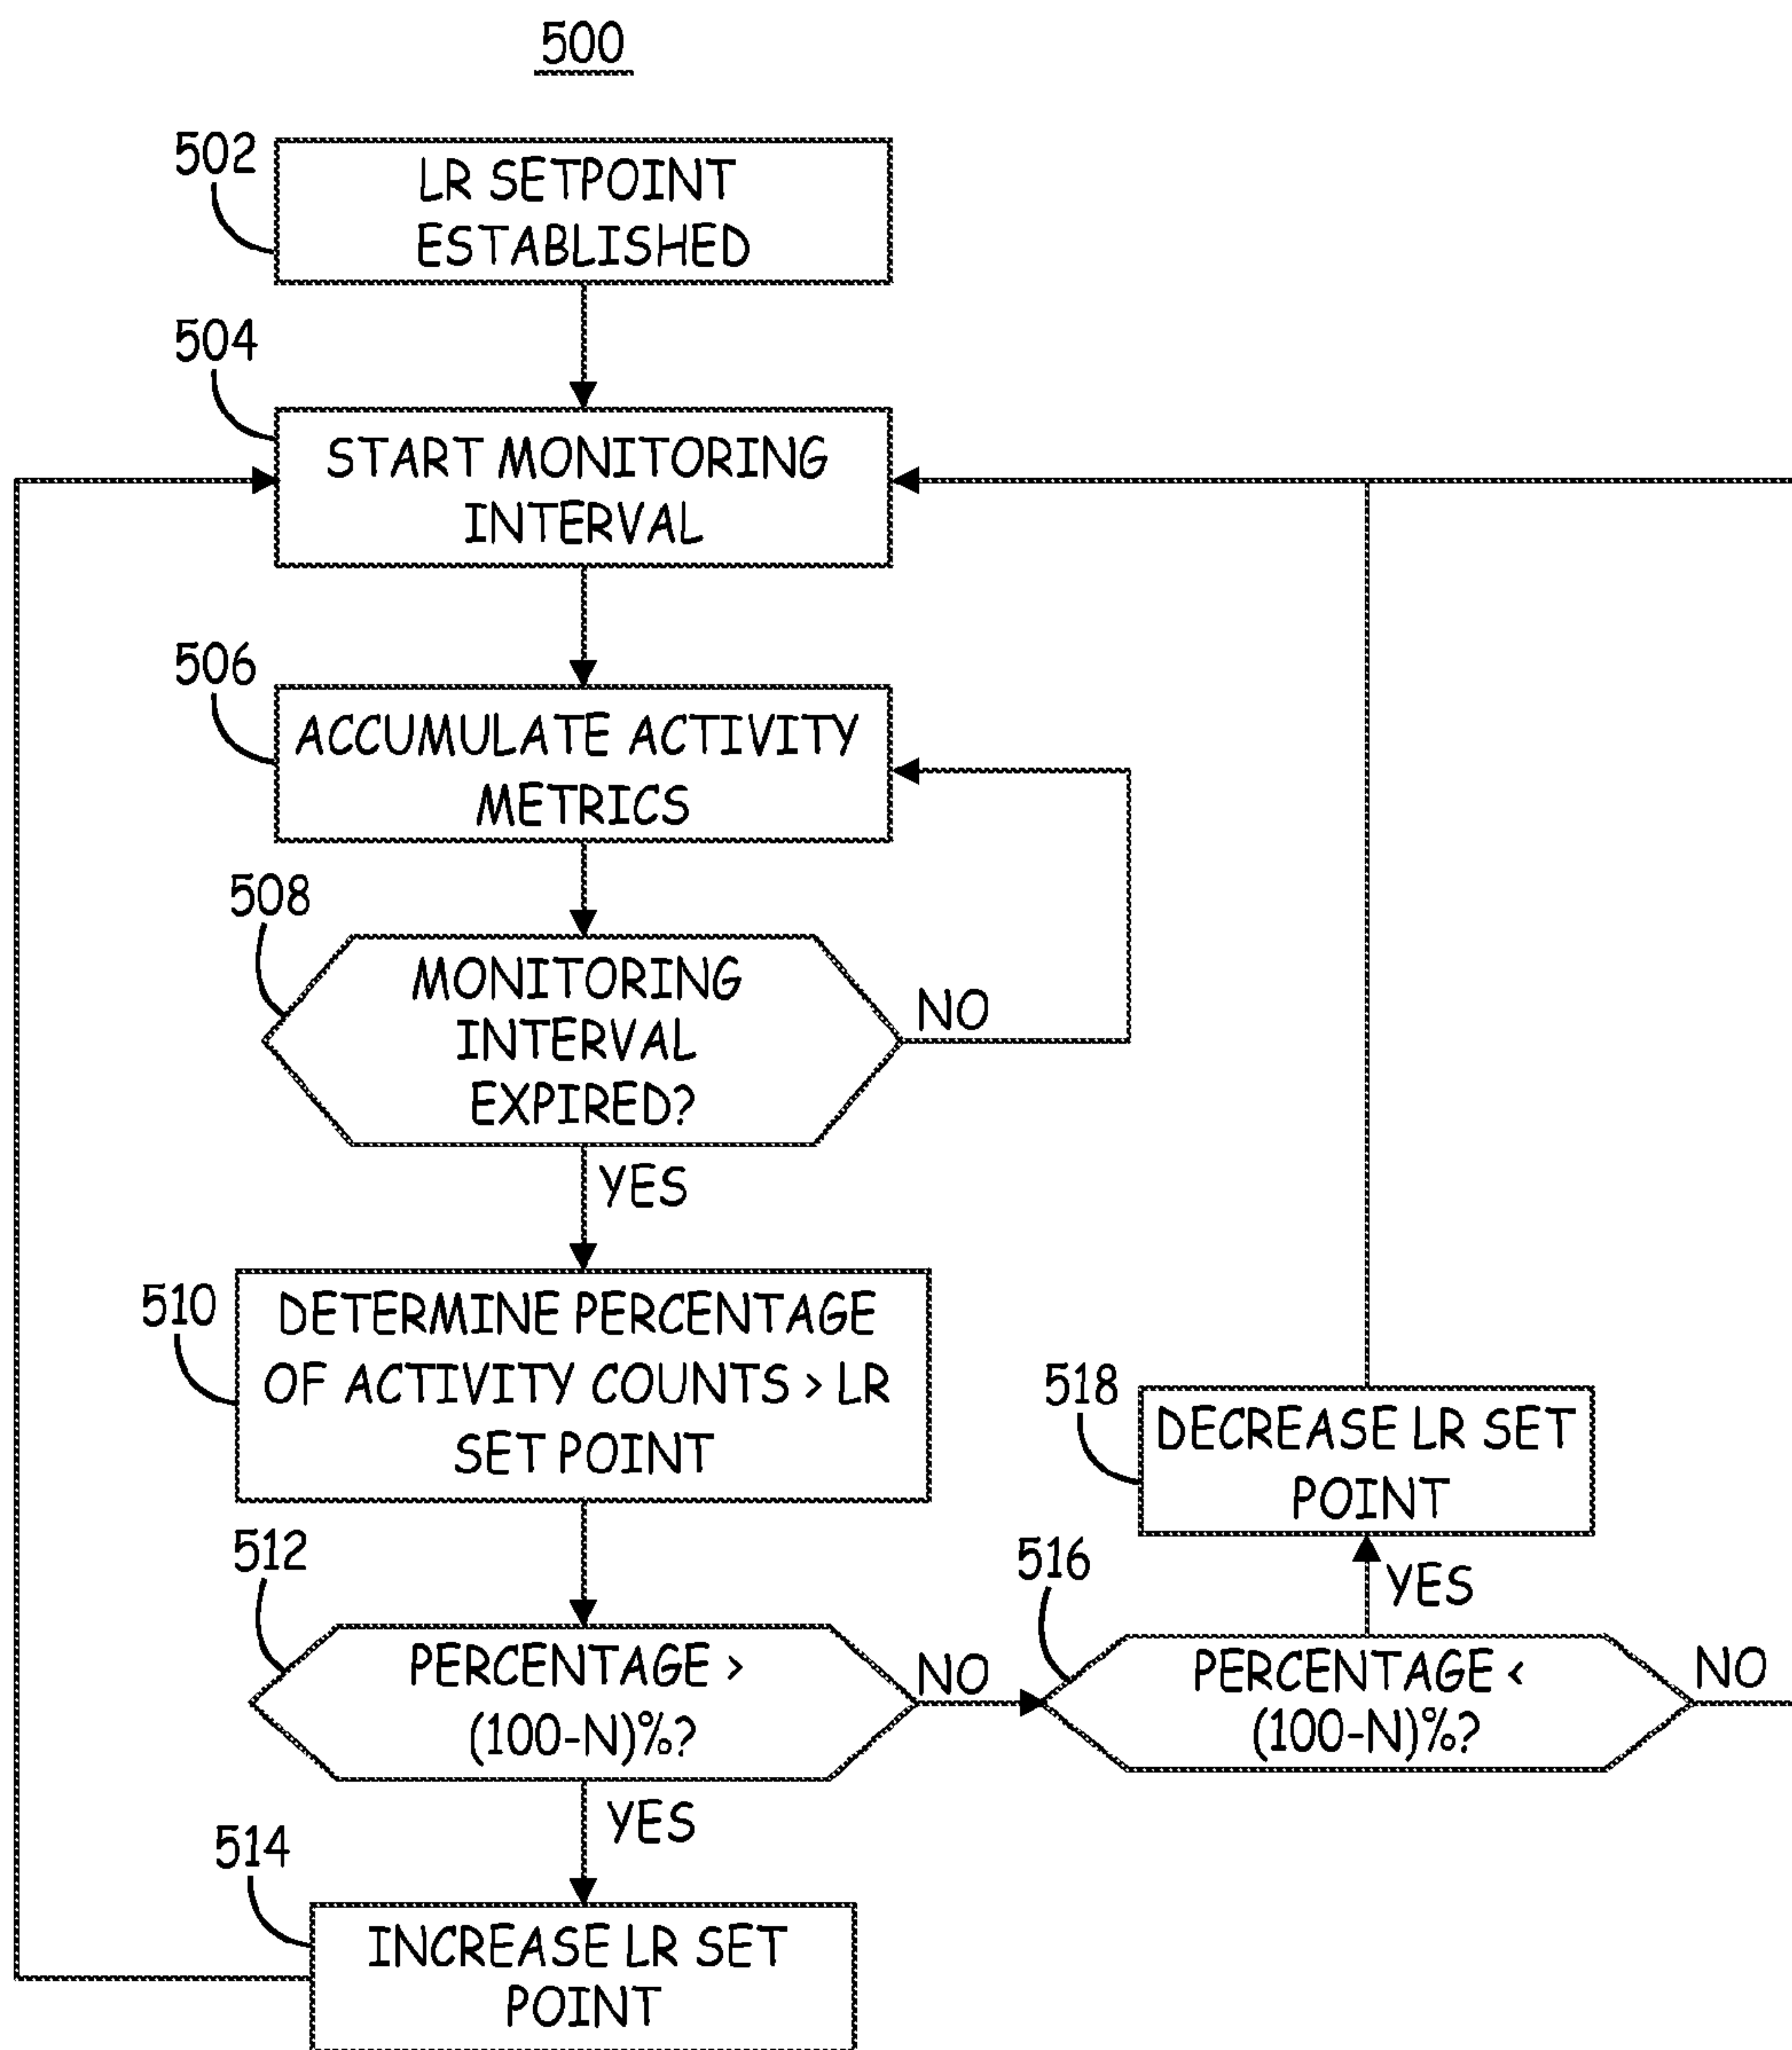 500
502
LR SETPOINT
ESTABLISHED
504
START MONITORING
INTERVAL
506
ACCUMULATE ACTIVITY
METRICS
508
MONITORING
INTERVAL
EXPIRED?
NO
YES
510
DETERMINE PERCENTAGE
OF ACTIVITY COUNTS > LR
SET POINT
518
DECREASE LR SET
POINT
512
PERCENTAGE >
(100-N)%?
NO
516
YES
PERCENTAGE <
(100-N)%?
NO
YES
514
INCREASE LR SET
POINT